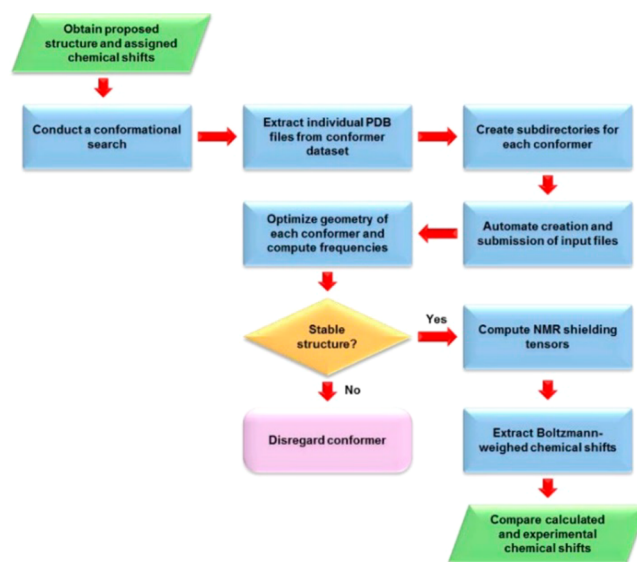 Obtain proposed
structure and assigned
chemical shifts
Conduct a conformational
search
Extract individual PDB
files from conformer
dataset
Create subdirectories for
each conformer
Optimize geometry of
each conformer and
compute frequencies
Automate creation and
submission of input files
Stable
structure?
Yes
Compute NMR shielding
tensors
No
Disregard conformer
Extract Boltzmann-
weighed chemical shifts
Compare calculated
and experimental
chemical shifts